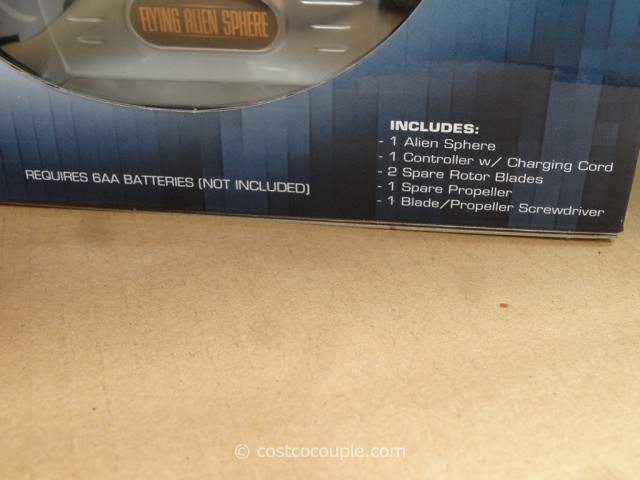 FLYING ALIEN SPHERE
INCLUDES:
- 1 Alien Sphere
- 1 Controller w/ Charging Cord
- 2 Spare Rotor Blades
- 1 Spare Propeller
- 1 Blade/Propeller Screwdriver
REQUIRES 6AA BATTERIES (NOT INCLUDED)
© costcocouple.com